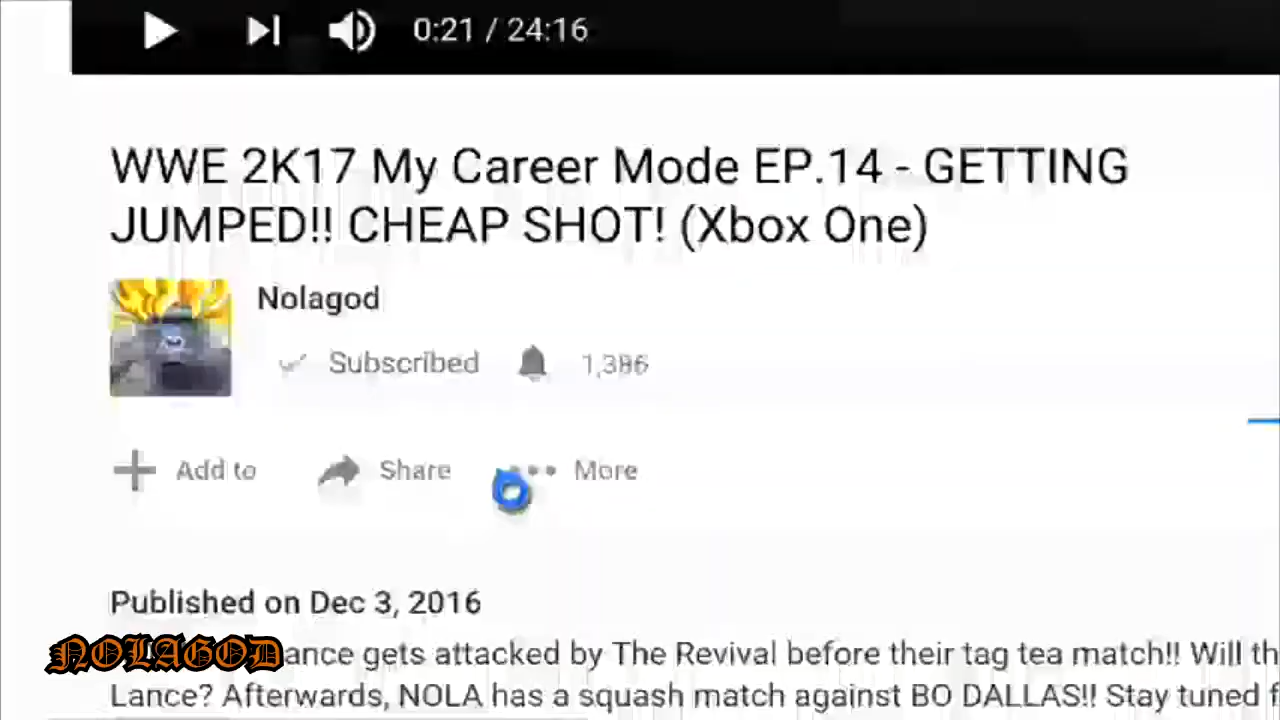 0:21 / 24:16
WWE 2K17 My Career Mode EP.14 - GETTING
JUMPED!! CHEAP SHOT! (Xbox One)
Nolagod
Subscribed 1,386
Add to Share More
Published on Dec 3, 2016
NOLAGOD
gets attacked by The Revival before their tag tea match!! Will
Lance? Afterwards, NOLA has a squash match against BO DALLAS!! Stay tuned